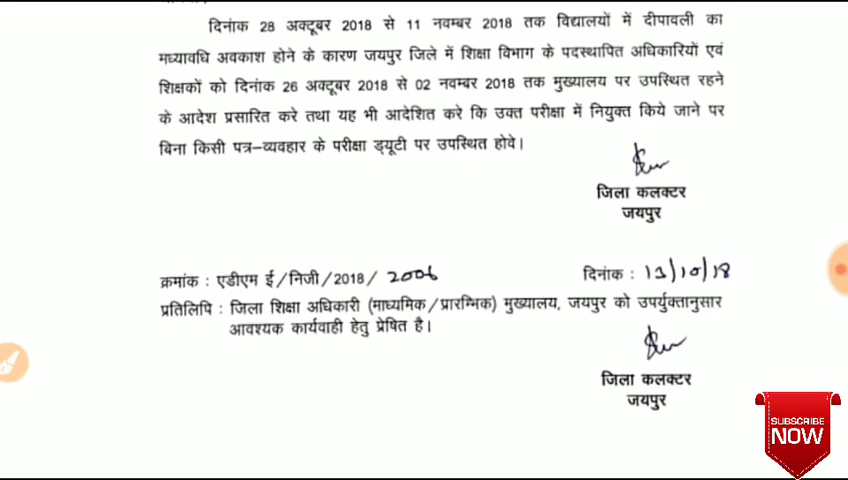 दिनांक 28 अक्टूबर 2018 से 11 नवम्बर 2018 तक विद्यालयों में दीपावली का
मध्यावधि अवकाश होने के कारण जयपुर जिले में शिक्षा विभाग के पदस्थापित अधिकारियों एवं
शिक्षकों को दिनांक 26 अक्टूबर 2018 से 02 नवम्बर 2018 तक मुख्यालय पर उपस्थित रहने
के आदेश प्रसारित करे तथा यह भी आदेशित करे कि उक्त परीक्षा में नियुक्त किये जाने पर
बिना किसी पत्र–व्यवहार के परीक्षा ड्यूटी पर उपस्थित होवे।
जिला कलक्टर
जयपुर
क्रमांक : एडीएम ई/निजी/2018/ 2006
दिनांक : 11/10/18
प्रतिलिपि : जिला शिक्षा अधिकारी (माध्यमिक/प्रारम्भिक) मुख्यालय, जयपुर को उपर्युक्तानुसार
आवश्यक कार्यवाही हेतु प्रेषित है।
जिला कलक्टर
जयपुर
SUBSCRIBE
NOW